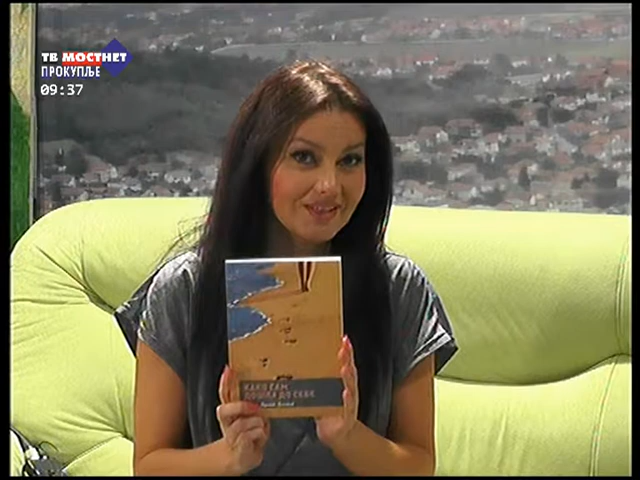 ТВ МОСТНЕТ
ПРОКУПЉЕ
09:37
КАКО САМ
ДОШЛА ДО СЕБЕ